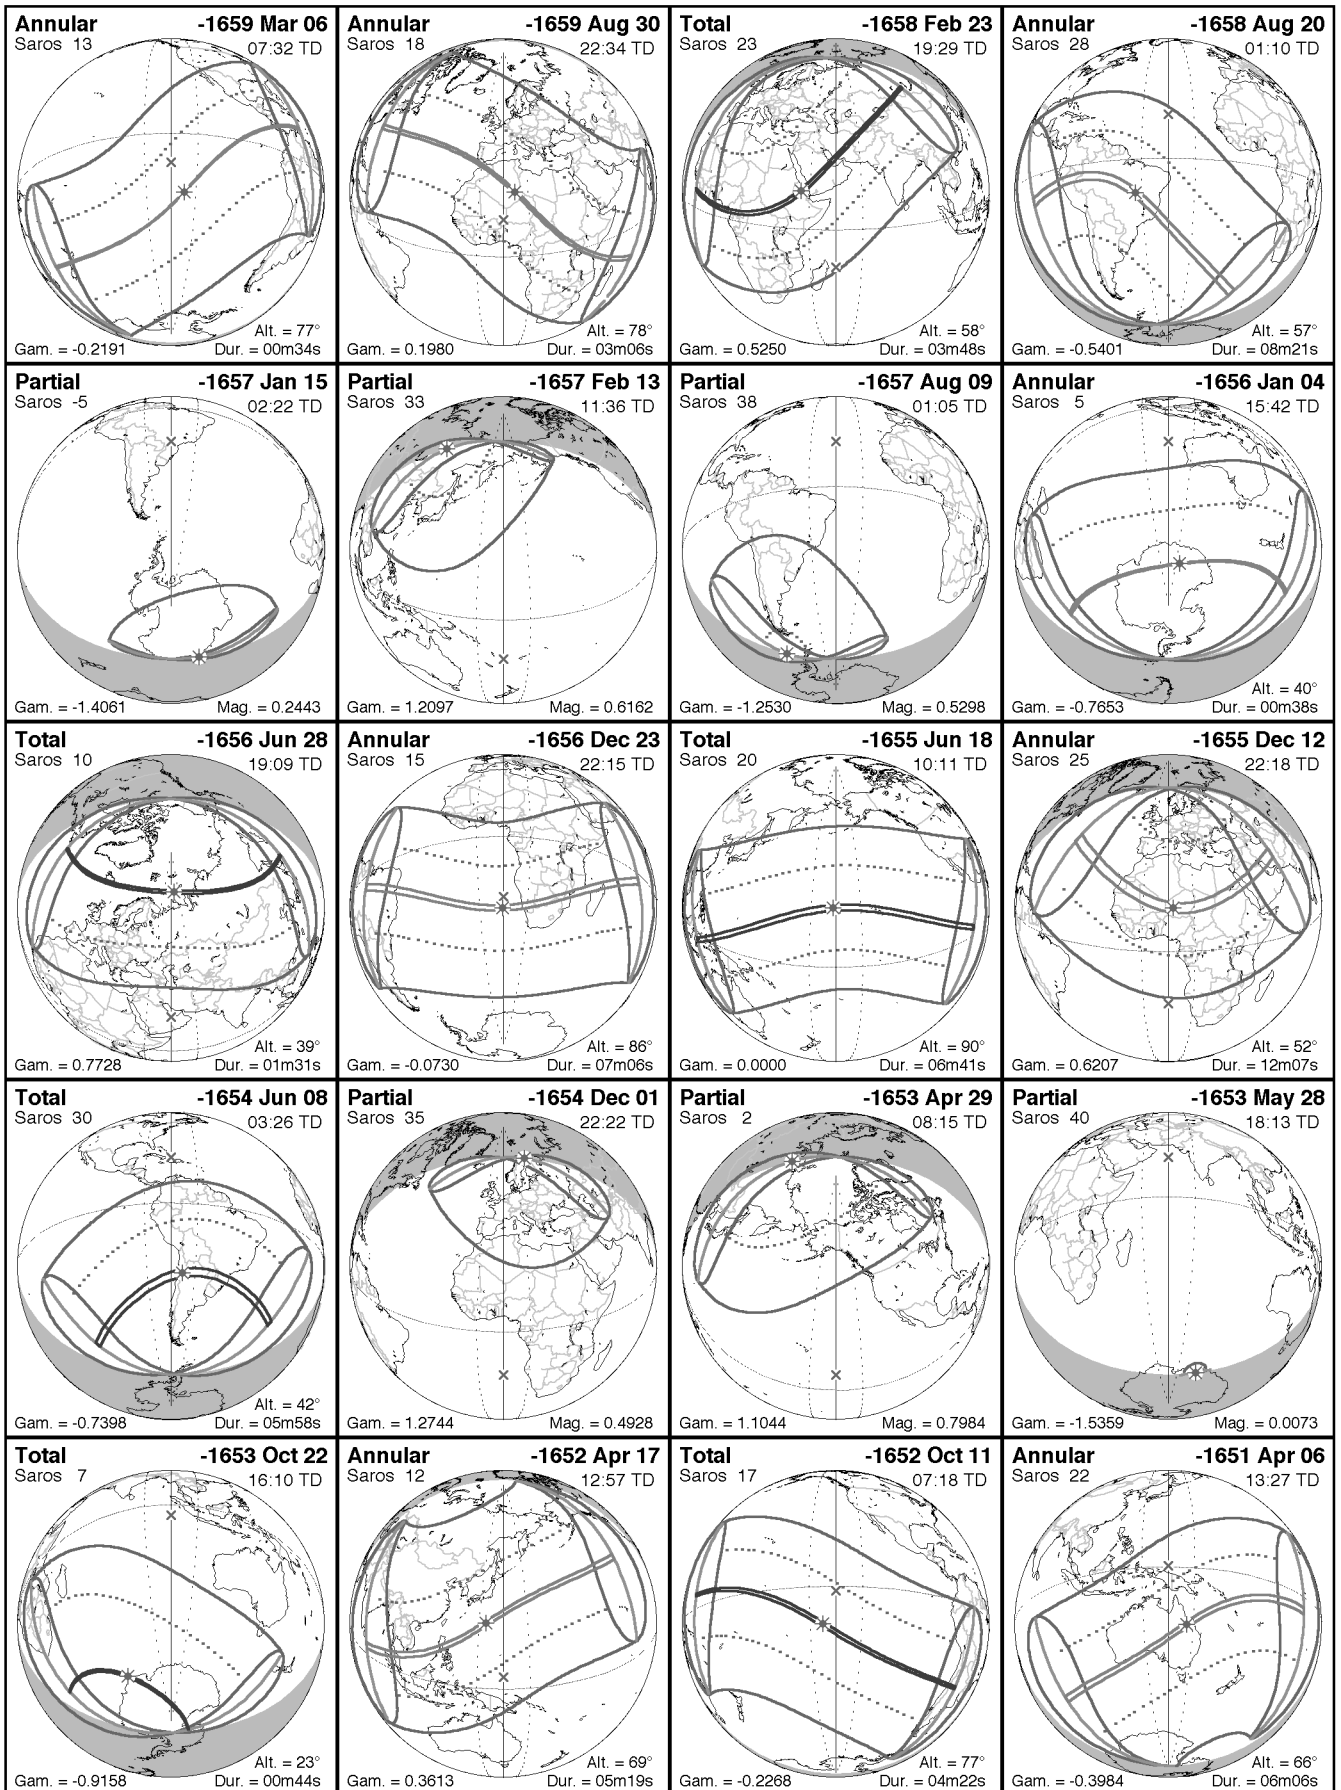 Annular -1659 Mar 06
Saros 13 07:32 TD
Alt. = 77°
Gam. = -0.2191 Dur. = 00m34s
Annular -1659 Aug 30
Saros 18 22:34 TD
Alt. = 78°
Gam. = 0.1980 Dur. = 03m06s
Total -1658 Feb 23
Saros 23 19:29 TD
Alt. = 58°
Gam. = 0.5250 Dur. = 03m48s
Annular -1658 Aug 20
Saros 28 01:10 TD
Alt. = 57°
Gam. = -0.5401 Dur. = 08m21s
Partial -1657 Jan 15
Saros -5 02:22 TD
Gam. = -1.4061 Mag. = 0.2443
Partial -1657 Feb 13
Saros 33 11:36 TD
Gam. = 1.2097 Mag. = 0.6162
Partial -1657 Aug 09
Saros 38 01:05 TD
Gam. = -1.2530 Mag. = 0.5298
Annular -1656 Jan 04
Saros 5 15:42 TD
Alt. = 40°
Gam. = -0.7653 Dur. = 00m38s
Total -1656 Jun 28
Saros 10 19:09 TD
Alt. = 39°
Gam. = 0.7728 Dur. = 01m31s
Annular -1656 Dec 23
Saros 15 22:15 TD
Alt. = 86°
Gam. = -0.0730 Dur. = 07m06s
Total -1655 Jun 18
Saros 20 10:11 TD
Alt. = 90°
Gam. = 0.0000 Dur. = 06m41s
Annular -1655 Dec 12
Saros 25 22:18 TD
Alt. = 52°
Gam. = 0.6207 Dur. = 12m07s
Total -1654 Jun 08
Saros 30 03:26 TD
Alt. = 42°
Gam. = -0.7398 Dur. = 05m58s
Partial -1654 Dec 01
Saros 35 22:22 TD
Gam. = 1.2744 Mag. = 0.4928
Partial -1653 Apr 29
Saros 2 08:15 TD
Gam. = 1.1044 Mag. = 0.7984
Partial -1653 May 28
Saros 40 18:13 TD
Gam. = -1.5359 Mag. = 0.0073
Total -1653 Oct 22
Saros 7 16:10 TD
Alt. = 23°
Gam. = -0.9158 Dur. = 00m44s
Annular -1652 Apr 17
Saros 12 12:57 TD
Alt. = 69°
Gam. = 0.3613 Dur. = 05m19s
Total -1652 Oct 11
Saros 17 07:18 TD
Alt. = 77°
Gam. = -0.2268 Dur. = 04m22s
Annular -1651 Apr 06
Saros 22 13:27 TD
Alt. = 66°
Gam. = -0.3984 Dur. = 06m06s